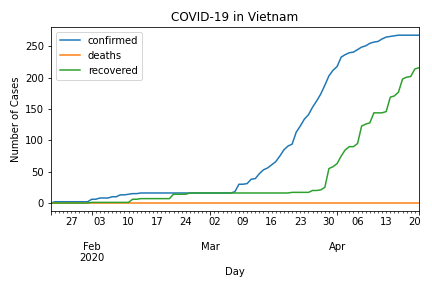 COVID-19 in Vietnam
confirmed
deaths
recovered
Number of Cases
250
200
150
100
50
0
27 03 10 17 24 02 09 16 23 30 06 13 20
Feb Mar Apr
2020
Day